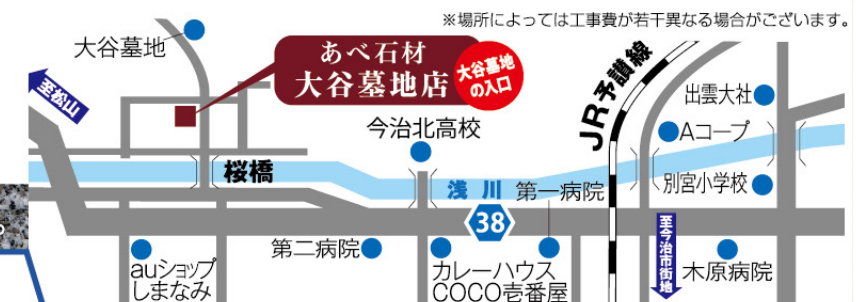 ※場所によっては工事費が若干異なる場合がございます。
大谷墓地
あべ石材
大谷墓地店
大谷墓地
の入口
至松山
JR予讃線
出雲大社
Aコープ
今治北高校
桜橋
浅川
第一病院
別宮小学校
38
第二病院
auショップ
しまなみ
カレーハウス
COCO壱番屋
至今治市街地
木原病院